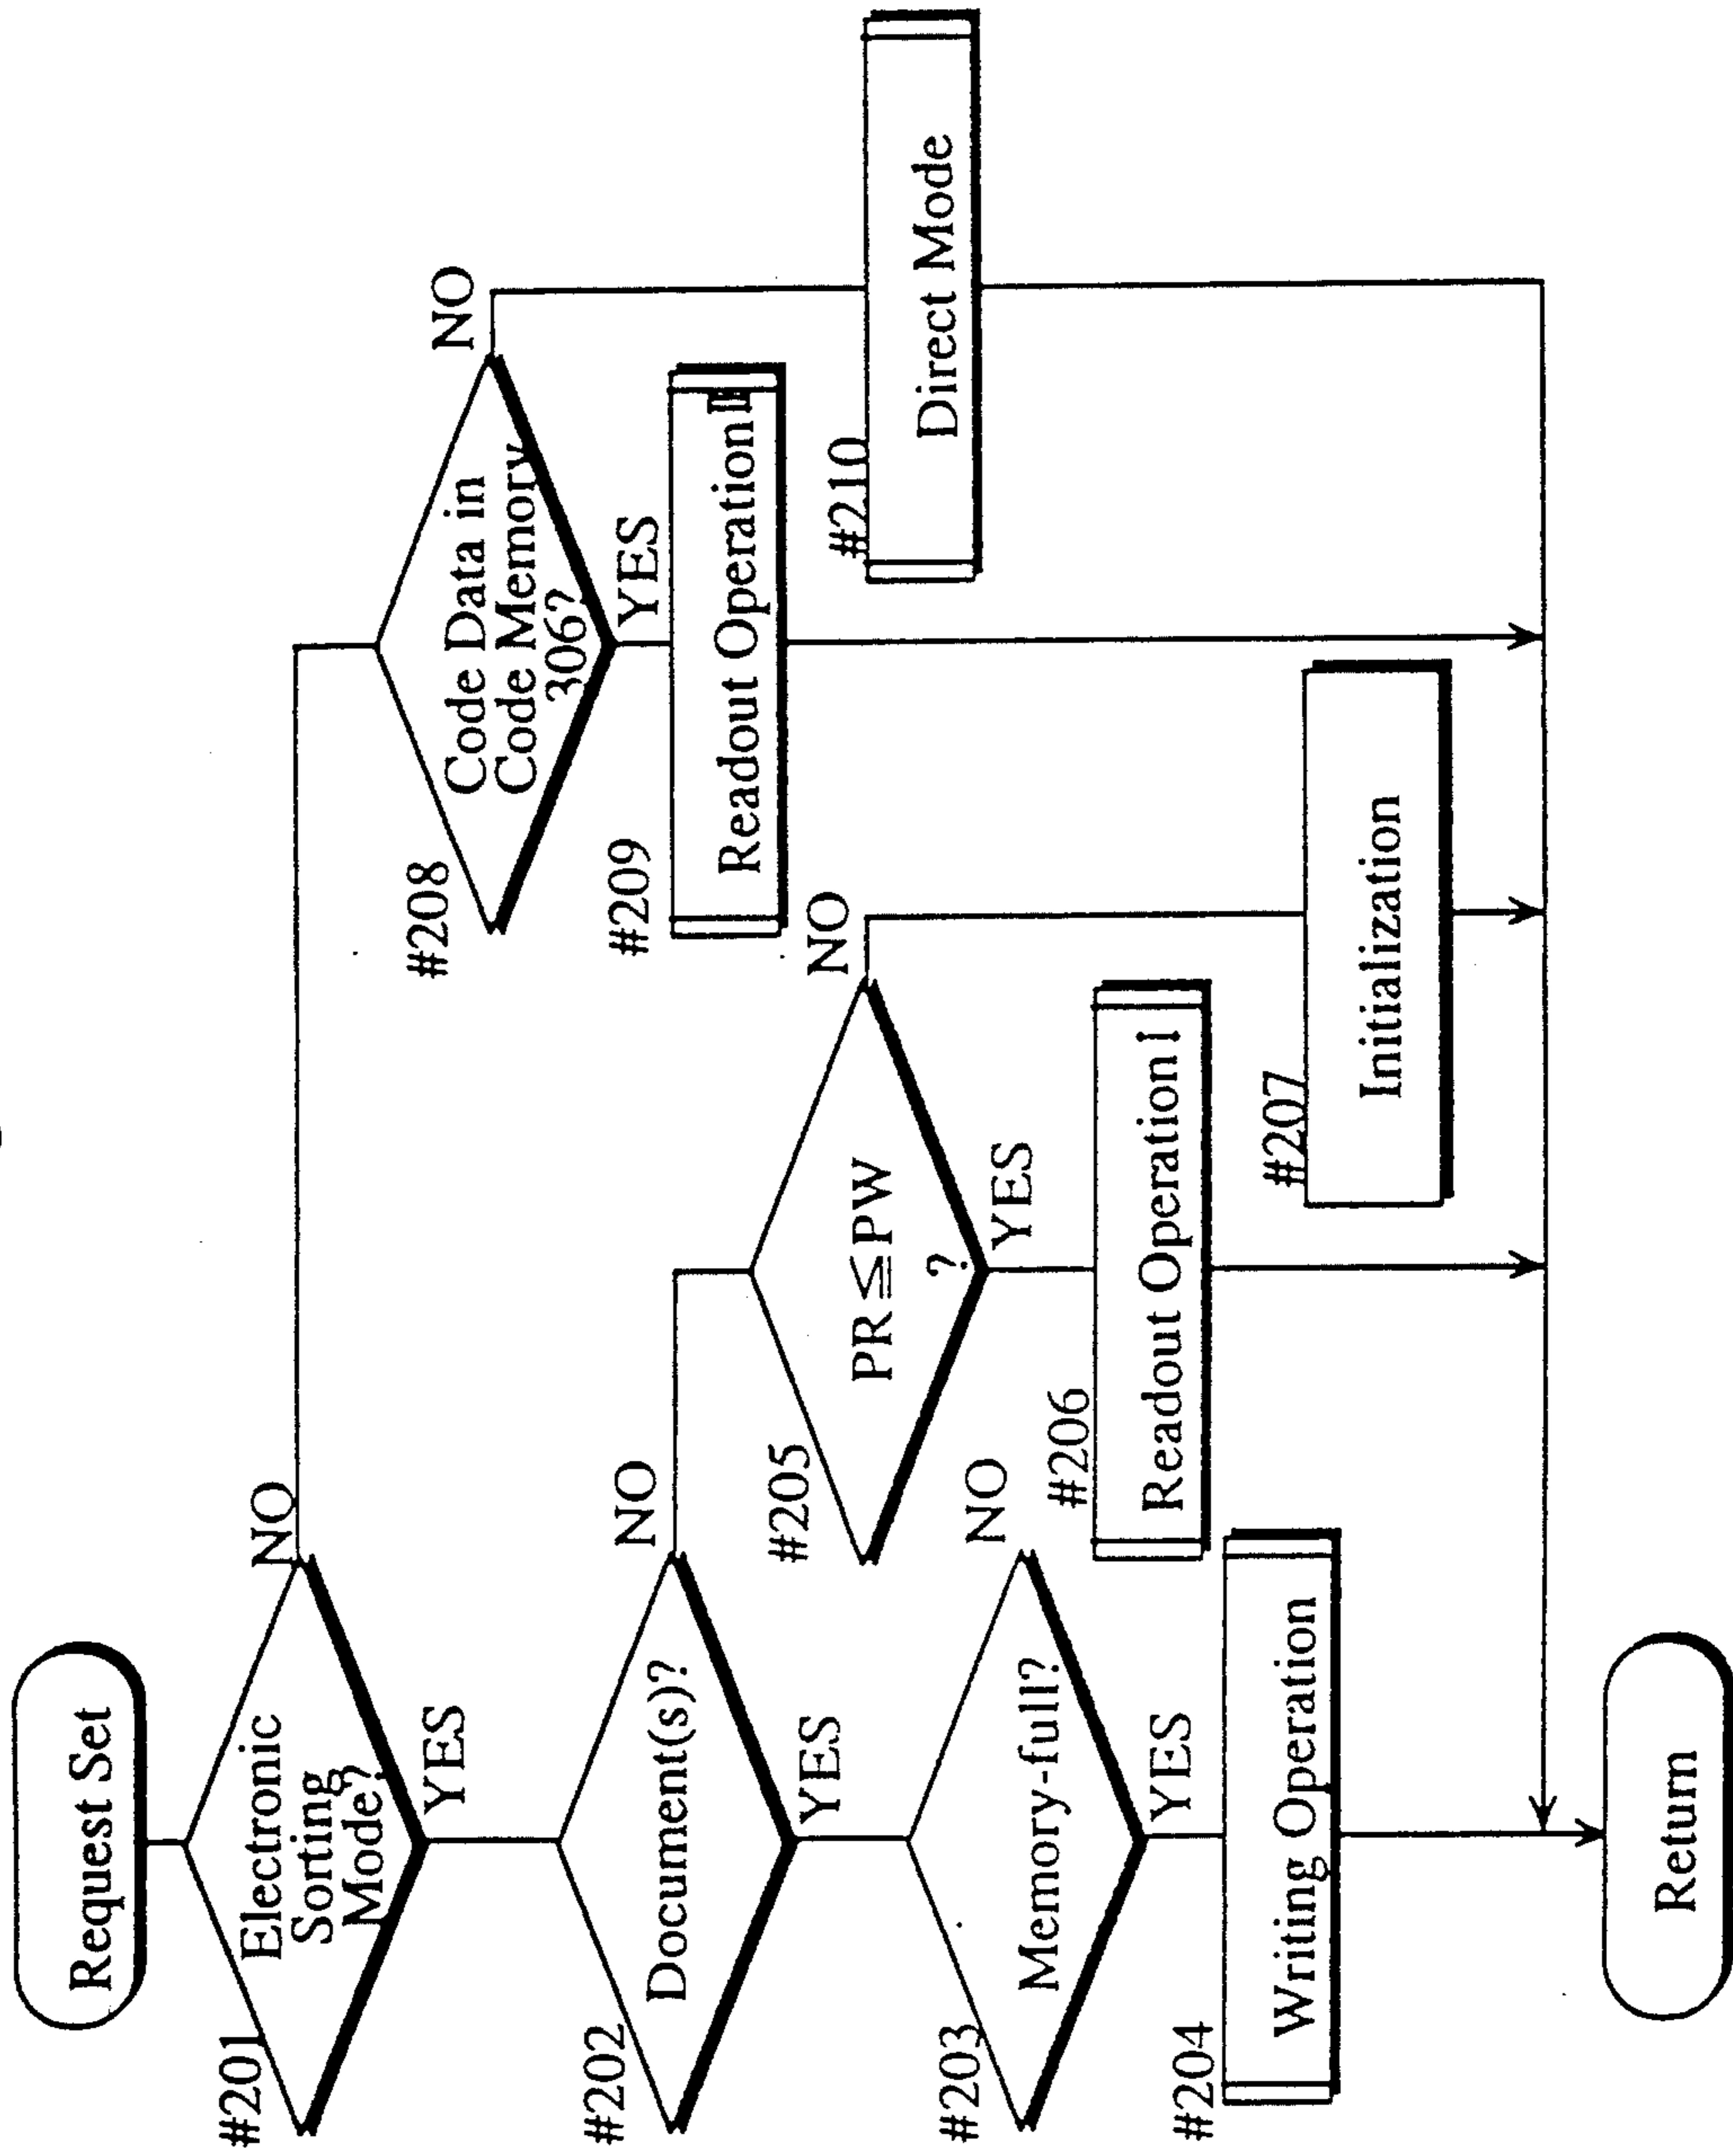 Request Set
#201
Electronic
Sorting
Mode?
NO
YES
#202
Document(s)?
NO
YES
#203
Memory-full?
NO
YES
#204
Writing Operation
#205
PR≦PW
?
NO
YES
#206
Readout Operation I
#207
Initialization
#208
Code Data in
Code Memory
306?
NO
YES
#209
Readout Operation
#210
Direct Mode
Return